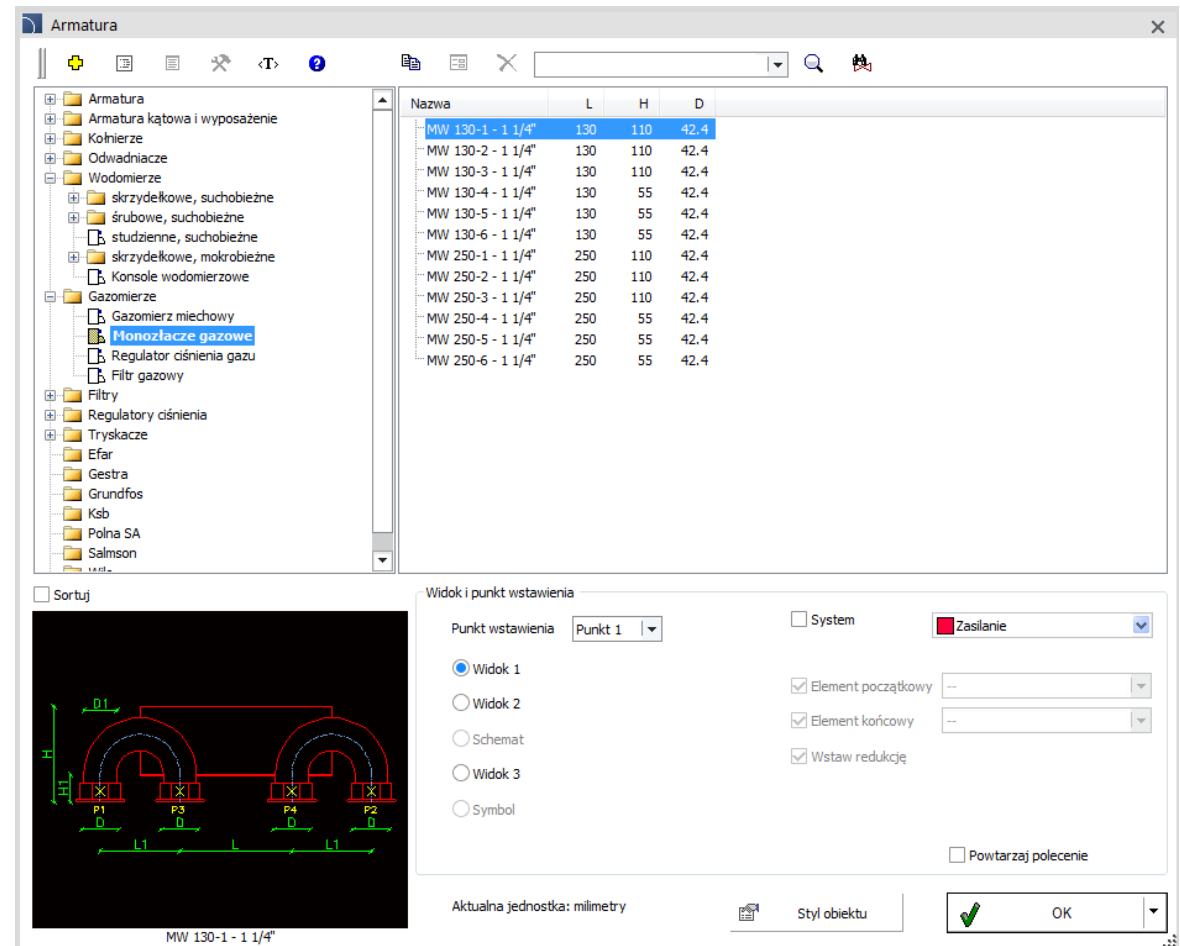 Armatura
<T>
Armatura
Armatura kątowa i wyposażenie
Kołnierze
Odwadniacze
Wodomierze
skrzydełkowe, suchobieżne
śrubowe, suchobieżne
studzienne, suchobieżne
skrzydełkowe, mokrobieżne
Konsole wodomierzowe
Gazomierze
Gazomierz miechowy
Monozłacze gazowe
Regulator ciśnienia gazu
Filtr gazowy
Filtry
Regulatory ciśnienia
Tryskacze
Efar
Gestra
Grundfos
Ksb
Polna SA
Salmson
Nazwa L H D
MW 130-1 - 1 1/4" 130 110 42.4
MW 130-2 - 1 1/4" 130 110 42.4
MW 130-3 - 1 1/4" 130 110 42.4
MW 130-4 - 1 1/4" 130 55 42.4
MW 130-5 - 1 1/4" 130 55 42.4
MW 130-6 - 1 1/4" 130 55 42.4
MW 250-1 - 1 1/4" 250 110 42.4
MW 250-2 - 1 1/4" 250 110 42.4
MW 250-3 - 1 1/4" 250 110 42.4
MW 250-4 - 1 1/4" 250 55 42.4
MW 250-5 - 1 1/4" 250 55 42.4
MW 250-6 - 1 1/4" 250 55 42.4
Sortuj
D1
H
H1
P1 P3 P4 P2
D D D D
L1 L L1
MW 130-1 - 1 1/4"
Widok i punkt wstawienia
Punkt wstawienia Punkt 1
Widok 1
Widok 2
Schemat
Widok 3
Symbol
System Zasilanie
Element początkowy --
Element końcowy --
Wstaw redukcję
Powtarzaj polecenie
Aktualna jednostka: milimetry
Styl obiektu
OK